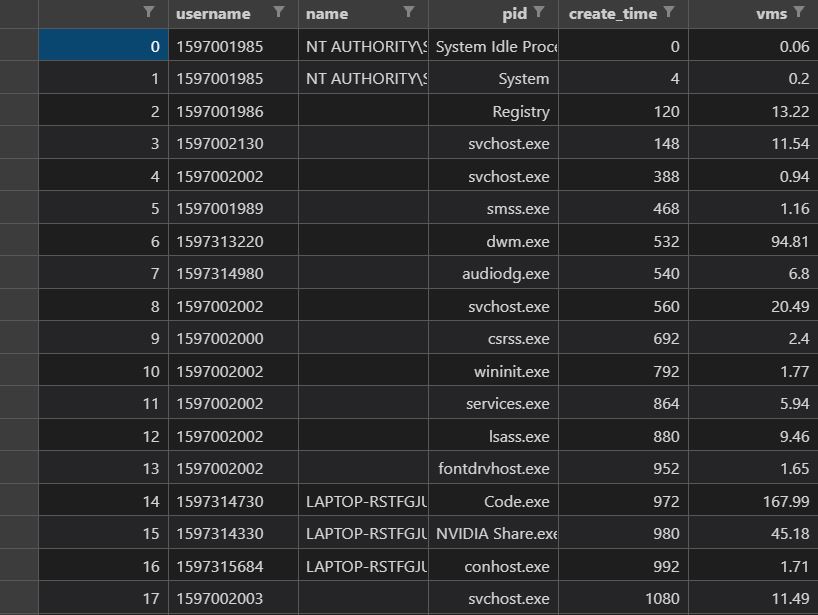 username name pid create_time vms
0 1597001985 NT AUTHORITY\S System Idle Proce 0 0.06
1 1597001985 NT AUTHORITY\S System 4 0.2
2 1597001986 Registry 120 13.22
3 1597002130 svchost.exe 148 11.54
4 1597002002 svchost.exe 388 0.94
5 1597001989 smss.exe 468 1.16
6 1597313220 dwm.exe 532 94.81
7 1597314980 audiodg.exe 540 6.8
8 1597002002 svchost.exe 560 20.49
9 1597002000 csrss.exe 692 2.4
10 1597002002 wininit.exe 792 1.77
11 1597002002 services.exe 864 5.94
12 1597002002 lsass.exe 880 9.46
13 1597002002 fontdrvhost.exe 952 1.65
14 1597314730 LAPTOP-RSTFGJU Code.exe 972 167.99
15 1597314330 LAPTOP-RSTFGJU NVIDIA Share.exe 980 45.18
16 1597315684 LAPTOP-RSTFGJU conhost.exe 992 1.71
17 1597002003 svchost.exe 1080 11.49